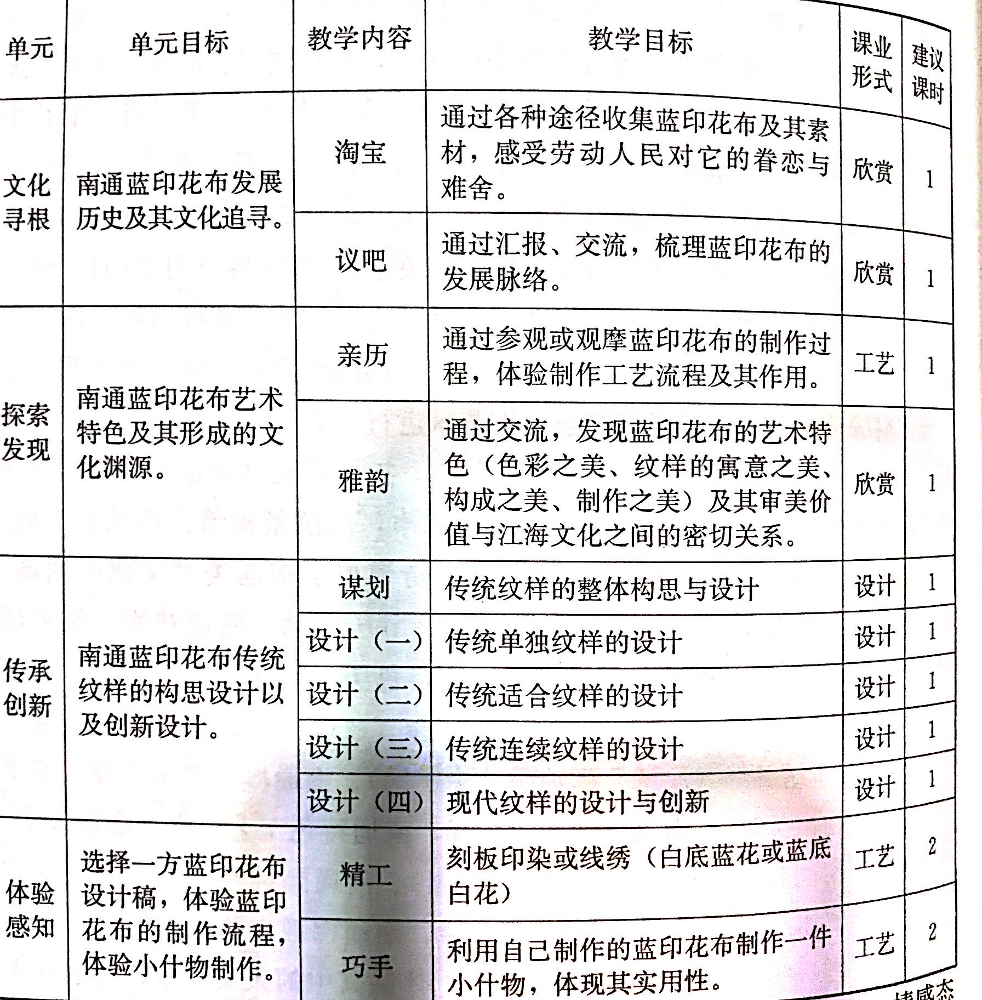 单元
单元目标
教学内容
教学目标
课业
形式
建议
课时
文化
寻根
南通蓝印花布发展
历史及其文化追寻。
淘宝
通过各种途径收集蓝印花布及其素
材，感受劳动人民对它的眷恋与
难舍。
欣赏
1
议吧
通过汇报、交流，梳理蓝印花布的
发展脉络。
欣赏
1
探索
发现
南通蓝印花布艺术
特色及其形成的文
化渊源。
亲历
通过参观或观摩蓝印花布的制作过
程，体验制作工艺流程及其作用。
工艺
1
雅韵
通过交流，发现蓝印花布的艺术特
色（色彩之美、纹样的寓意之美、
构成之美、制作之美）及其审美价
值与江海文化之间的密切关系。
欣赏
1
传承
创新
南通蓝印花布传统
纹样的构思设计以
及创新设计。
谋划
传统纹样的整体构思与设计
设计
1
设计（一）
传统单独纹样的设计
设计
1
设计（二）
传统适合纹样的设计
设计
1
设计（三）
传统连续纹样的设计
设计
1
设计（四）
现代纹样的设计与创新
设计
1
体验
感知
选择一方蓝印花布
设计稿，体验蓝印
花布的制作流程，
体验小什物制作。
精工
刻板印染或线绣（白底蓝花或蓝底
白花）
工艺
2
巧手
利用自己制作的蓝印花布制作一件
小什物，体现其实用性。
工艺
2
情感态